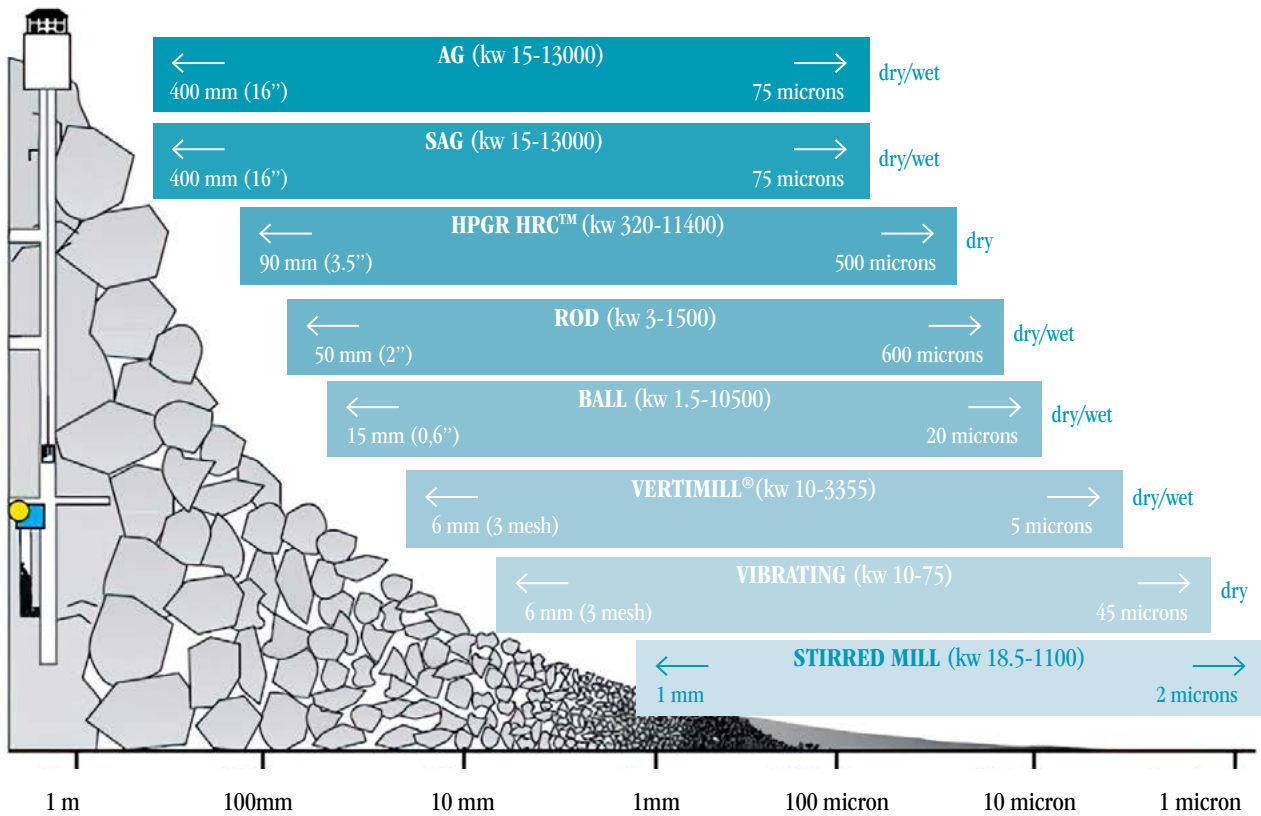 AG (kw 15-13000)
400 mm (16”)
75 microns
dry/wet
SAG (kw 15-13000)
400 mm (16”)
75 microns
dry/wet
HPGR HRC™ (kw 320-11400)
90 mm (3.5”)
500 microns
dry
ROD (kw 3-1500)
50 mm (2”)
600 microns
dry/wet
BALL (kw 1.5-10500)
15 mm (0,6”)
20 microns
dry/wet
VERTIMILL® (kw 10-3355)
6 mm (3 mesh)
5 microns
dry/wet
VIBRATING (kw 10-75)
6 mm (3 mesh)
45 microns
dry
STIRRED MILL (kw 18.5-1100)
1 mm
2 microns
1 m
100mm
10 mm
1mm
100 micron
10 micron
1 micron